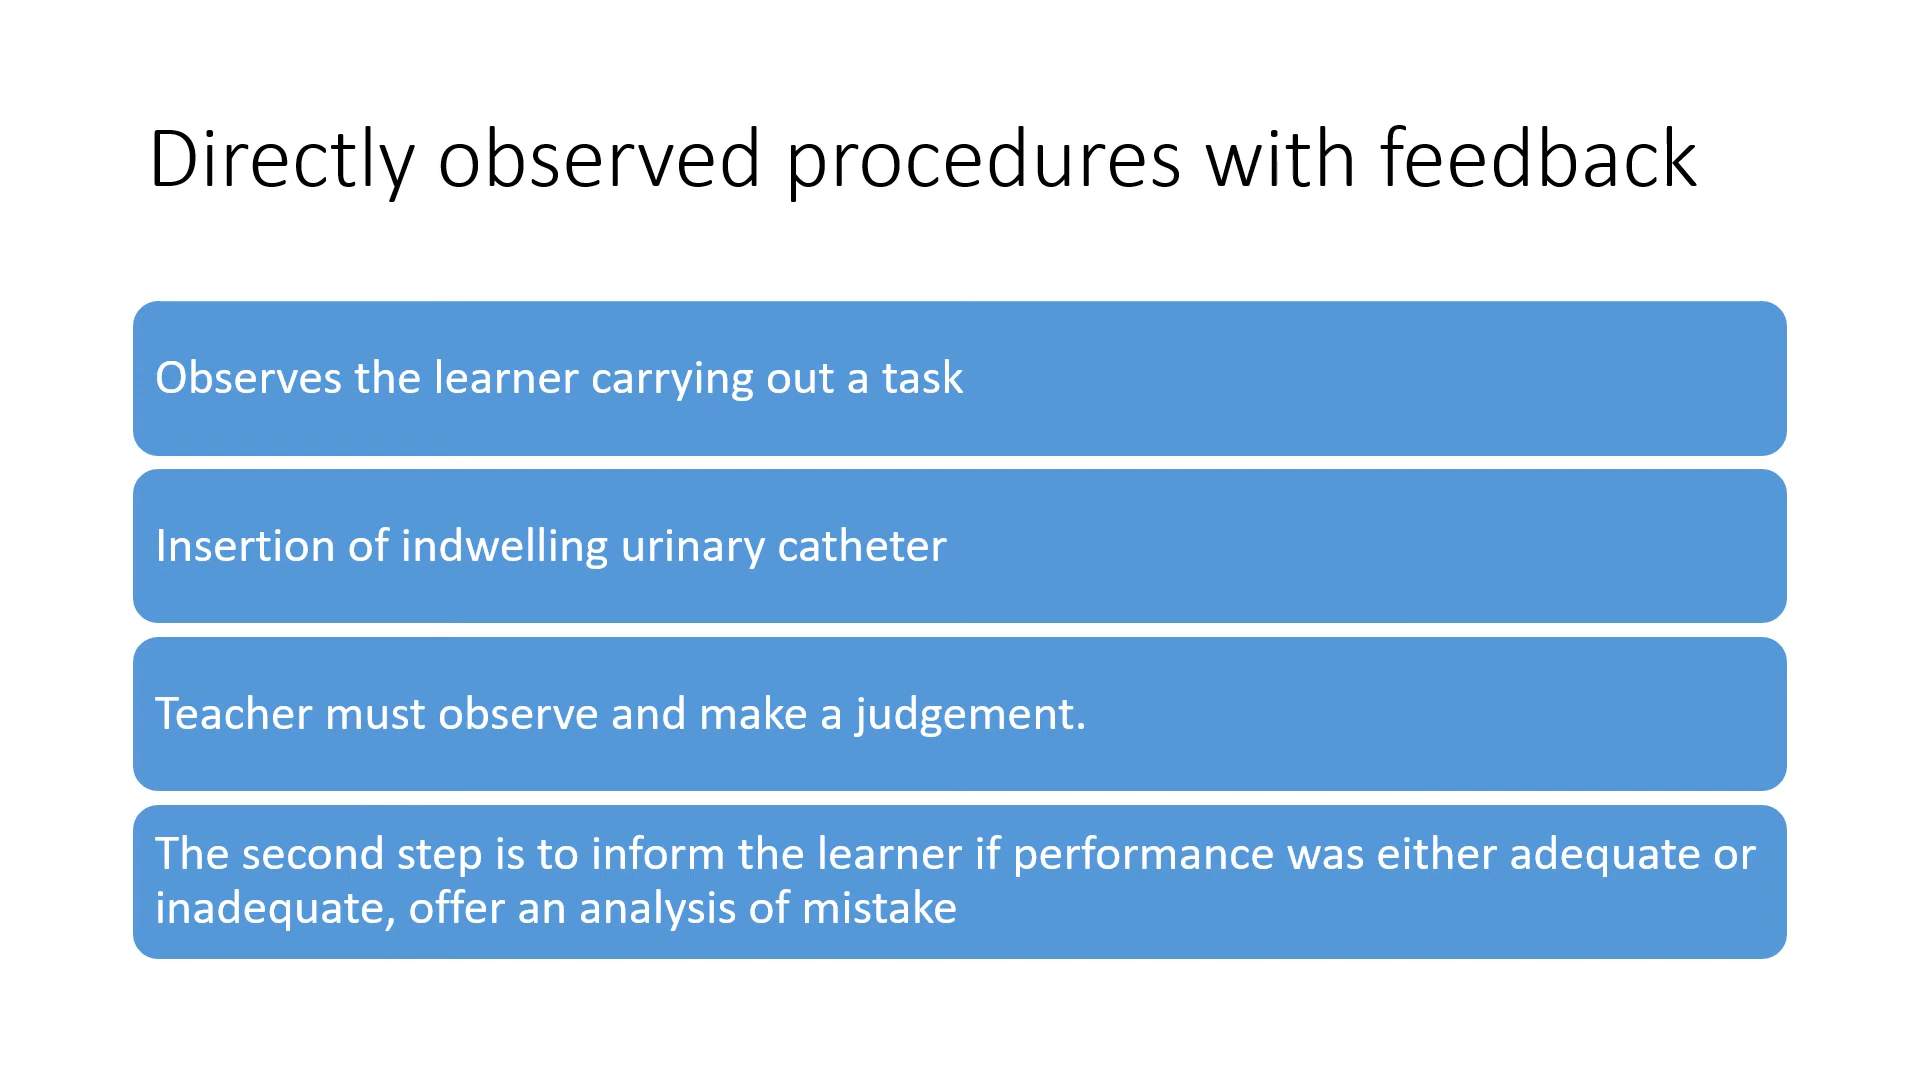 Directly observed procedures with feedback
Observes the learner carrying out a task
Insertion of indwelling urinary catheter
Teacher must observe and make a judgement.
The second step is to inform the learner if performance was either adequate or
inadequate, offer an analysis of mistake